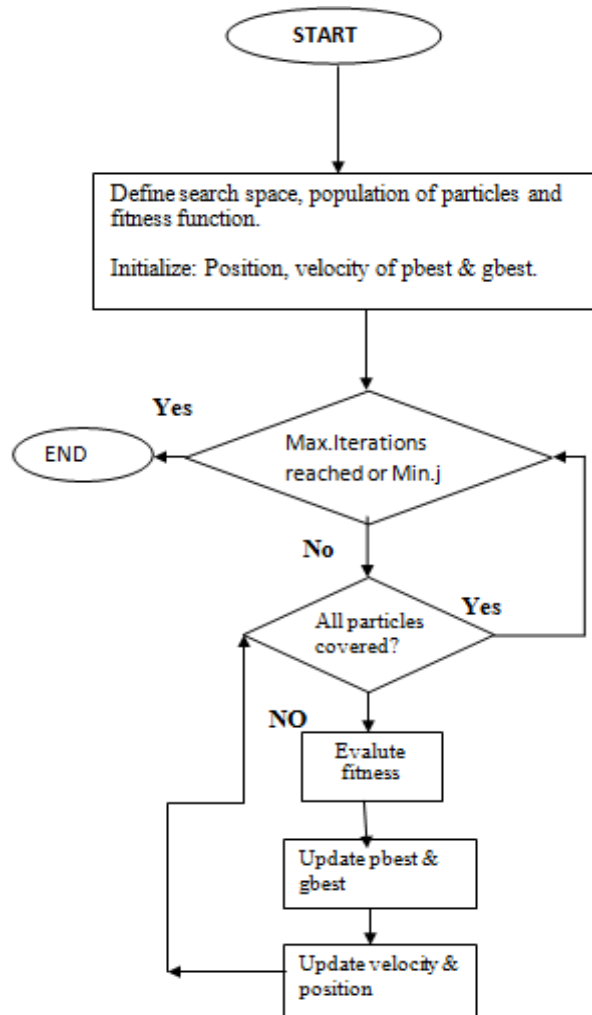 START
Define search space, population of particles and
fitness function.
Initialize: Position, velocity of pbest & gbest.
Yes
END
Max.Iterations
reached or Min.j
No
Yes
All particles
covered?
NO
Evalute
fitness
Update pbest &
gbest
Update velocity &
position